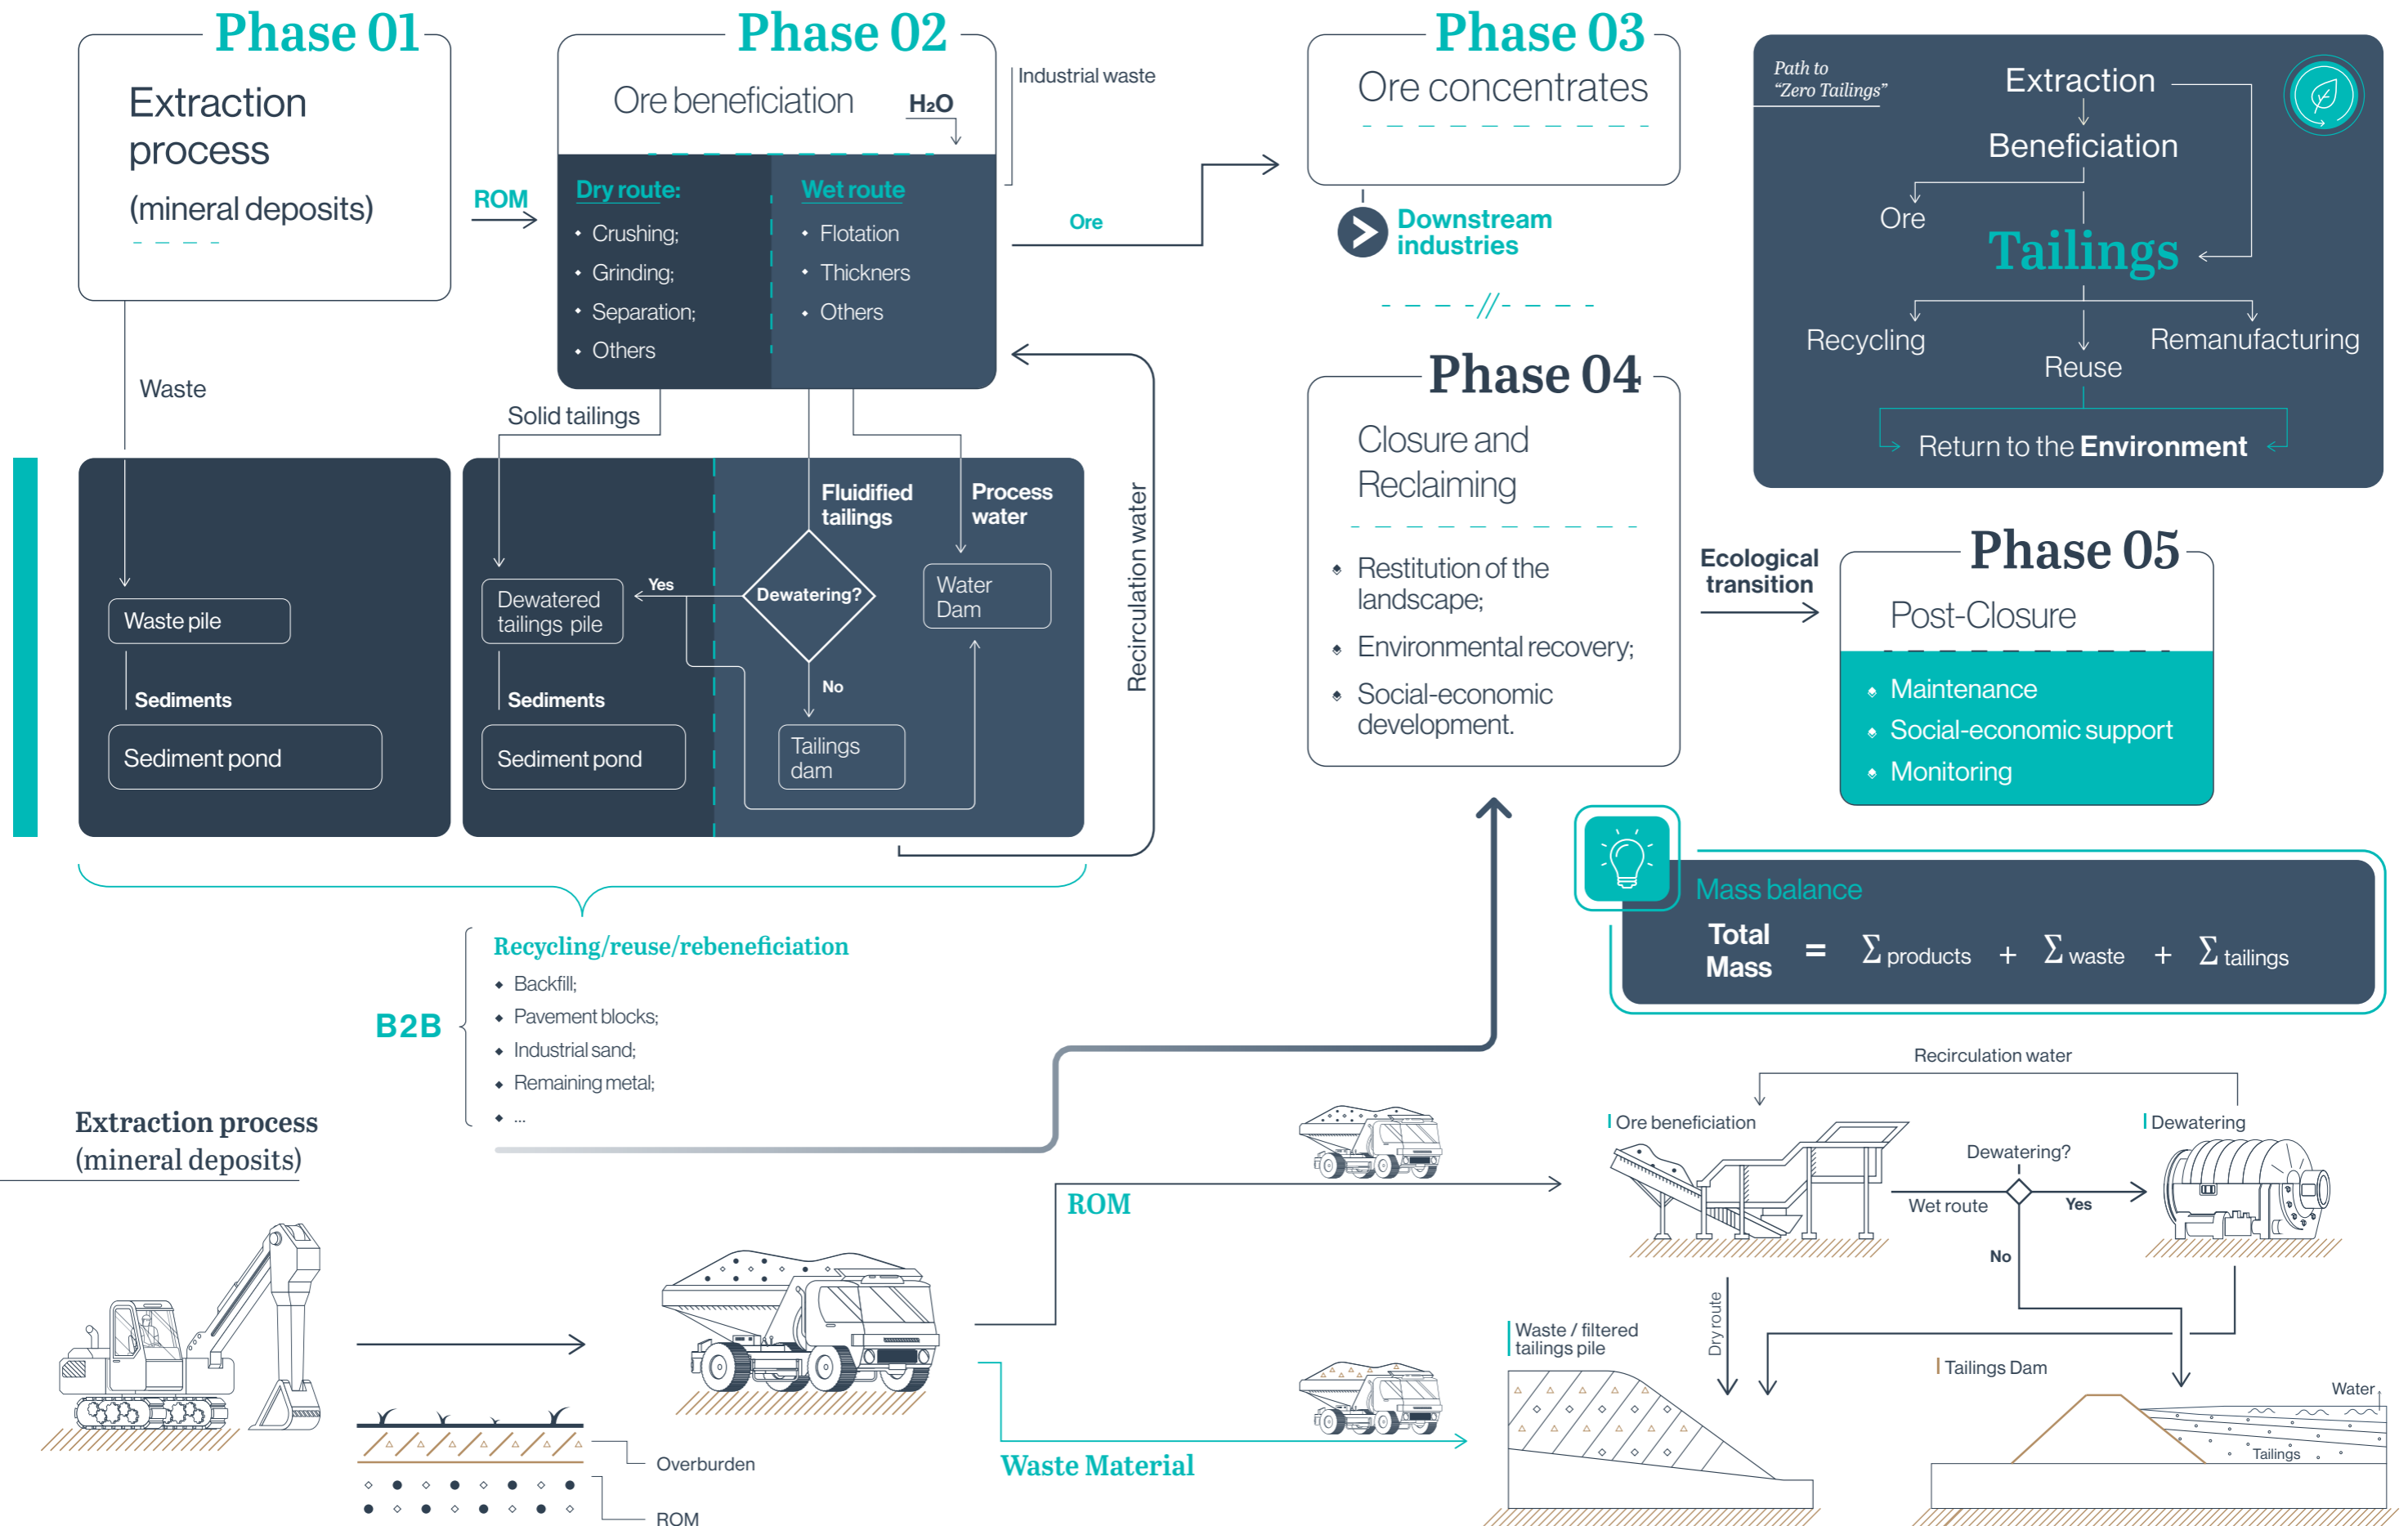 Phase 01
Extraction
process
(mineral deposits)
ROM
Waste
Phase 02
Ore beneficiation
H₂O
Dry route:
Crushing;
Grinding;
Separation;
Others
Wet route
Flotation
Thickners
Others
Industrial waste
Ore
Solid tailings
Waste pile
Sediments
Sediment pond
Dewatered
tailings pile
Sediments
Sediment pond
Yes
Fluidified
tailings
Dewatering?
No
Tailings
dam
Process
water
Water
Dam
Recirculation water
Phase 03
Ore concentrates
Downstream
industries
Phase 04
Closure and
Reclaiming
Restitution of the
landscape;
Environmental recovery;
Social-economic
development.
Ecological
transition
Phase 05
Post-Closure
Maintenance
Social-economic support
Monitoring
Path to
“Zero Tailings”
Extraction
Beneficiation
Ore
Tailings
Recycling
Reuse
Remanufacturing
Return to the Environment
Mass balance
Total
Mass
= ∑ products + ∑ waste + ∑ tailings
B2B
Recycling/reuse/rebeneficiation
Backfill;
Pavement blocks;
Industrial sand;
Remaining metal;
...
Extraction process
(mineral deposits)
Overburden
ROM
ROM
Waste Material
Recirculation water
Ore beneficiation
Dewatering
Dewatering?
Wet route
Yes
No
Dry route
Waste / filtered
tailings pile
Tailings Dam
Water
Tailings